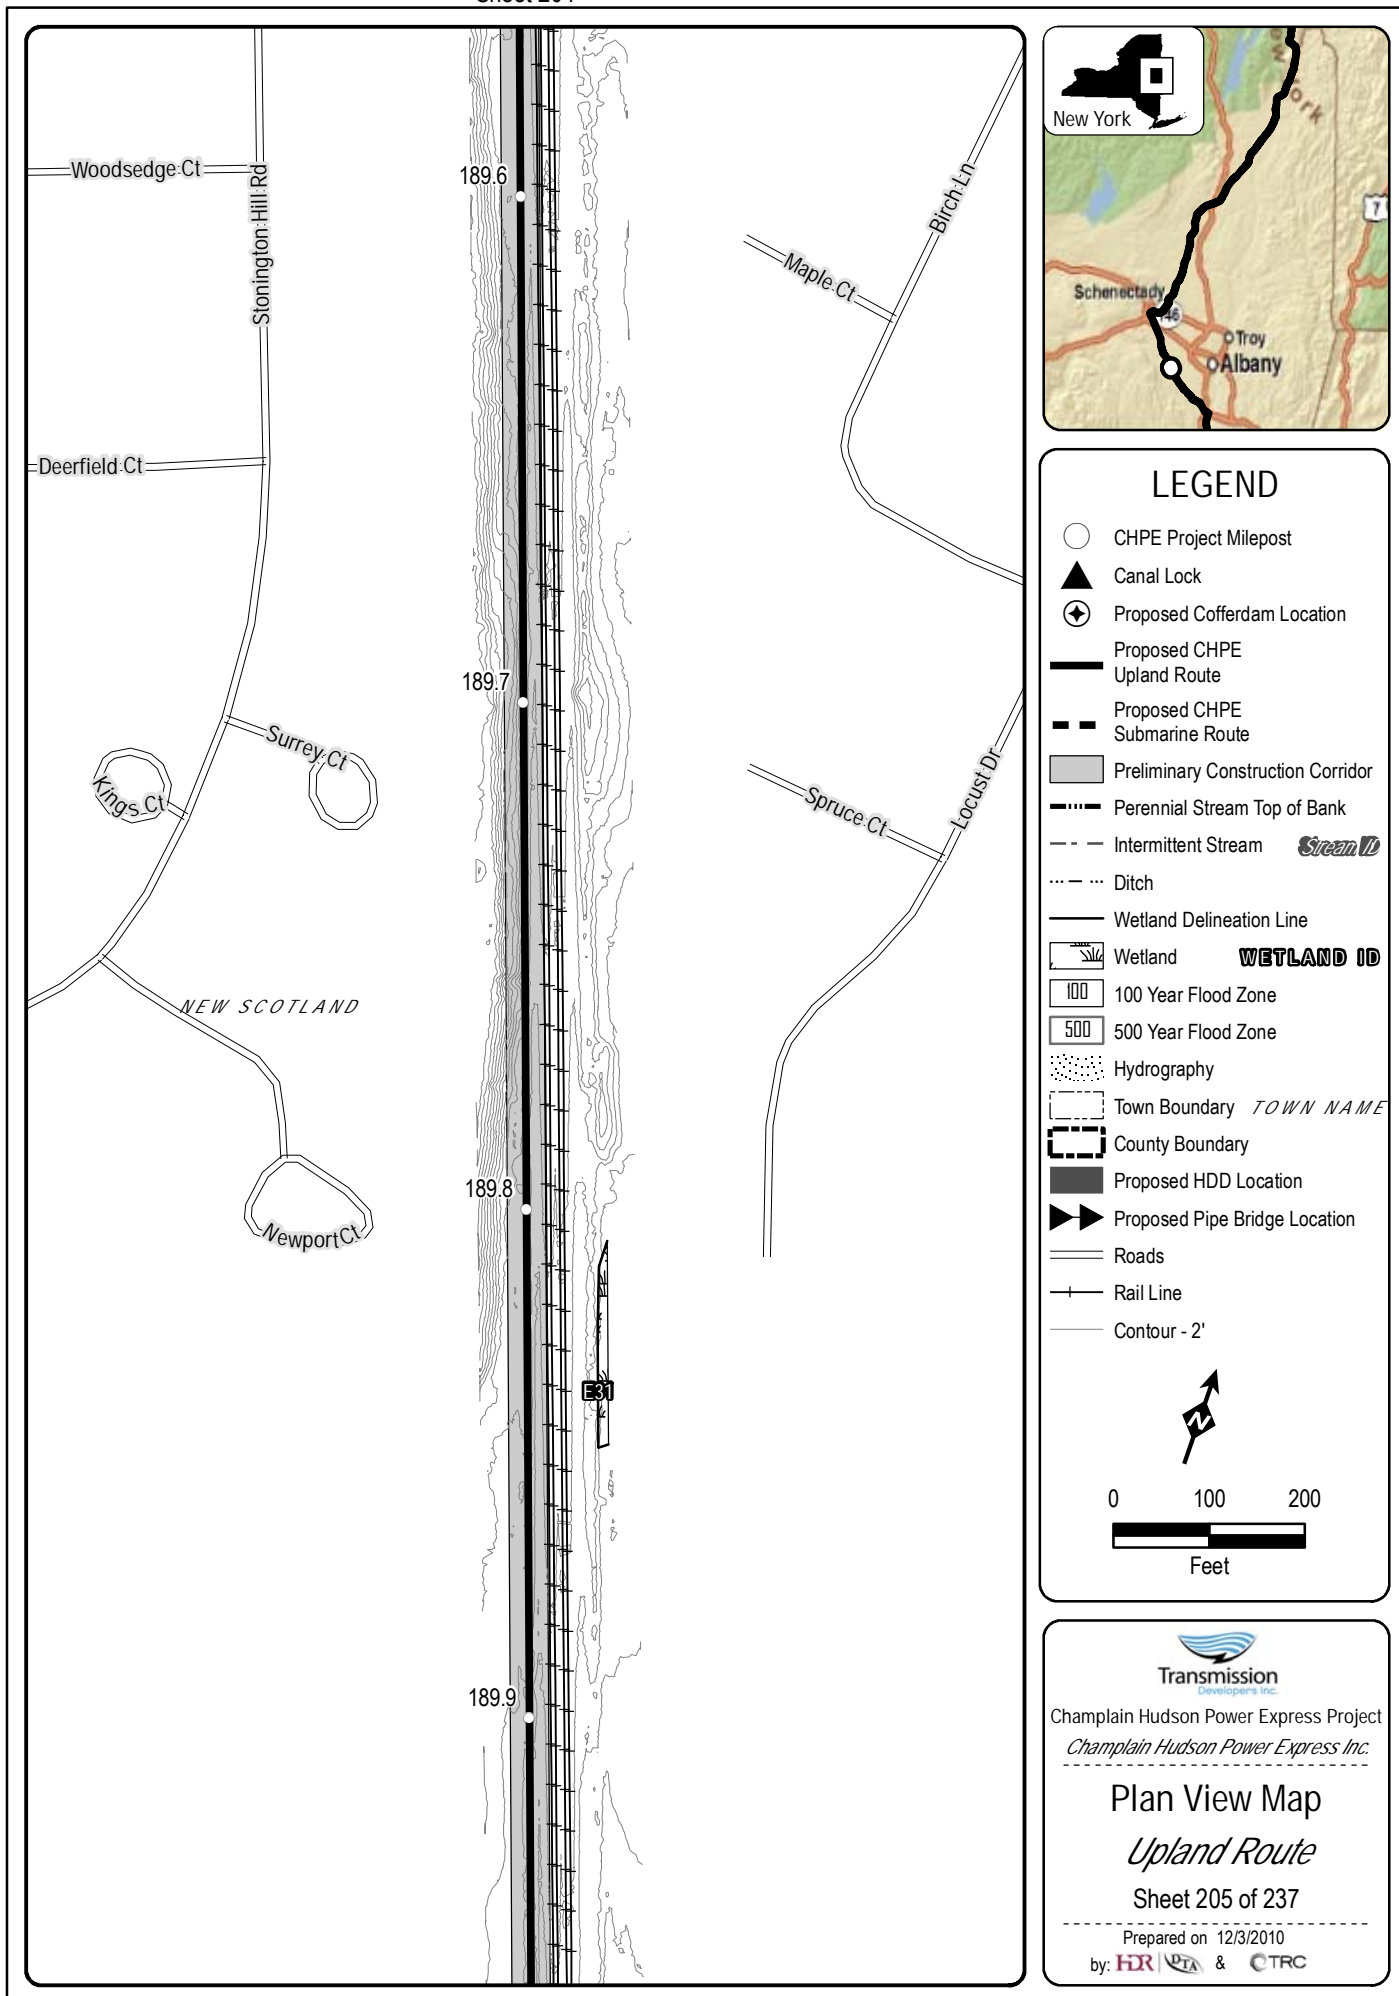 Woodsedge Ct
Stonington Hill Rd
189.6
Birch Ln
Maple Ct
Deerfield Ct
189.7
Surrey Ct
Kings Ct
Spruce Ct
Locust Dr
NEW SCOTLAND
189.8
Newport Ct
E31
189.9
New York
York
7
Schenectady
146
Troy
Albany
LEGEND
CHPE Project Milepost
Canal Lock
Proposed Cofferdam Location
Proposed CHPE
Upland Route
Proposed CHPE
Submarine Route
Preliminary Construction Corridor
Perennial Stream Top of Bank
Intermittent Stream Stream ID
Ditch
Wetland Delineation Line
Wetland WETLAND ID
100 100 Year Flood Zone
500 500 Year Flood Zone
Hydrography
Town Boundary TOWN NAME
County Boundary
Proposed HDD Location
Proposed Pipe Bridge Location
Roads
Rail Line
Contour - 2'
N
0 100 200
Feet
Transmission
Developers Inc.
Champlain Hudson Power Express Project
Champlain Hudson Power Express Inc.
Plan View Map
Upland Route
Sheet 205 of 237
Prepared on 12/3/2010
by: HDR DTA & TRC